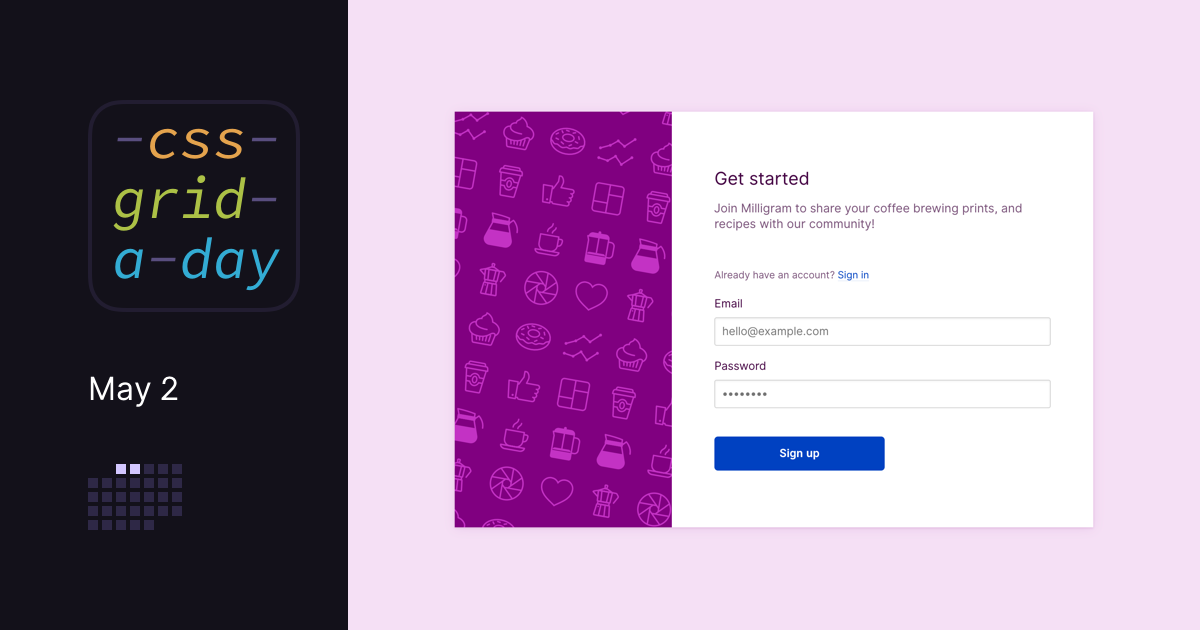 -css-
grid-
a-day
May 2
Get started
Join Milligram to share your coffee brewing prints, and
recipes with our community!
Already have an account? Sign in
Email
hello@example.com
Password
••••••••
Sign up